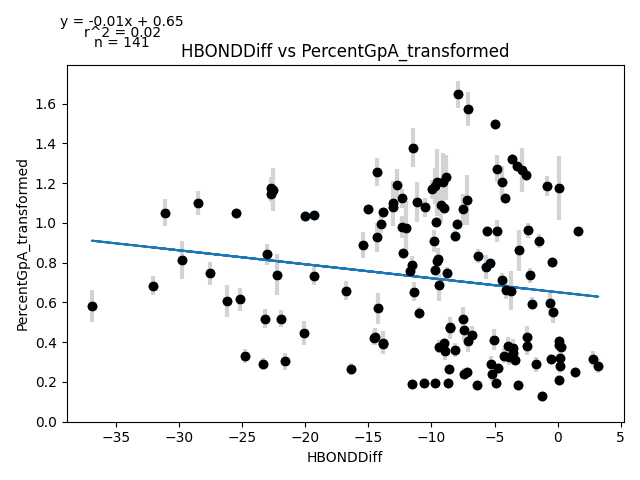 y = -0.01x + 0.65
r^2 = 0.02
n = 141
HBONDDiff vs PercentGpA_transformed
PercentGpA_transformed
1.6
1.4
1.2
1.0
0.8
0.6
0.4
0.2
0.0
−35 −30 −25 −20 −15 −10 −5 0 5
HBONDDiff